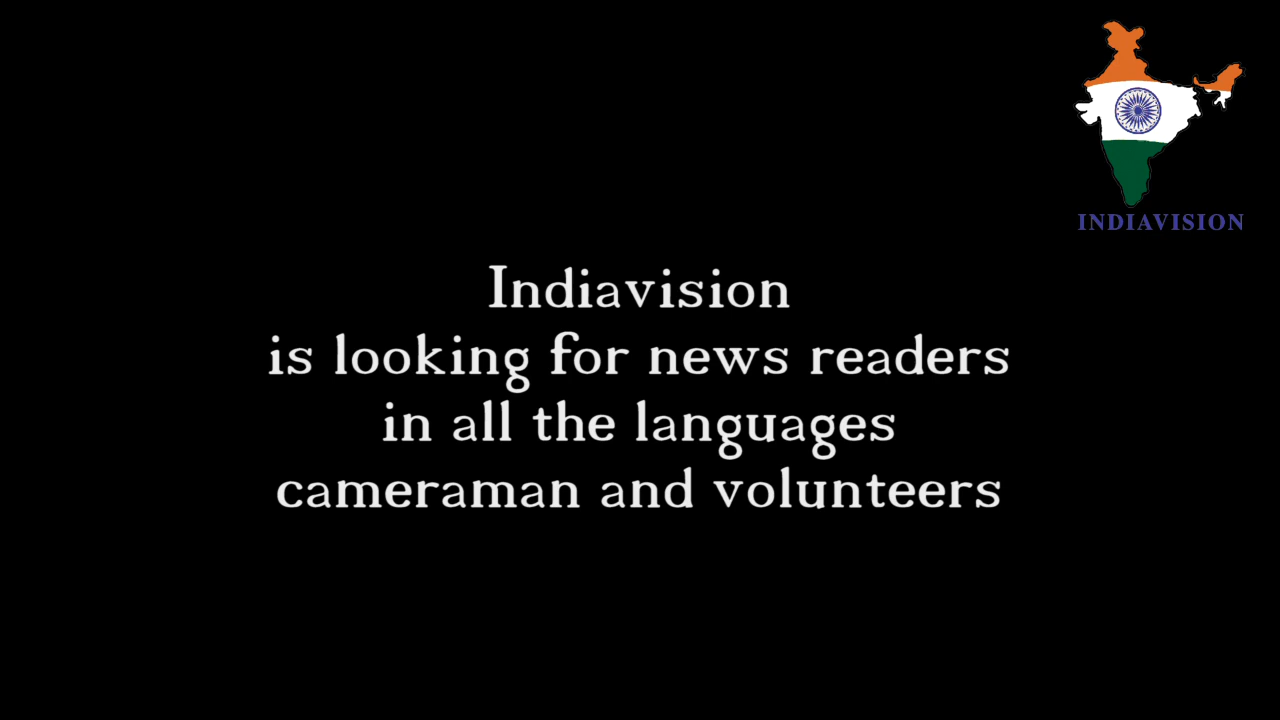 INDIAVISION
Indiavision
is looking for news readers
in all the languages
cameraman and volunteers